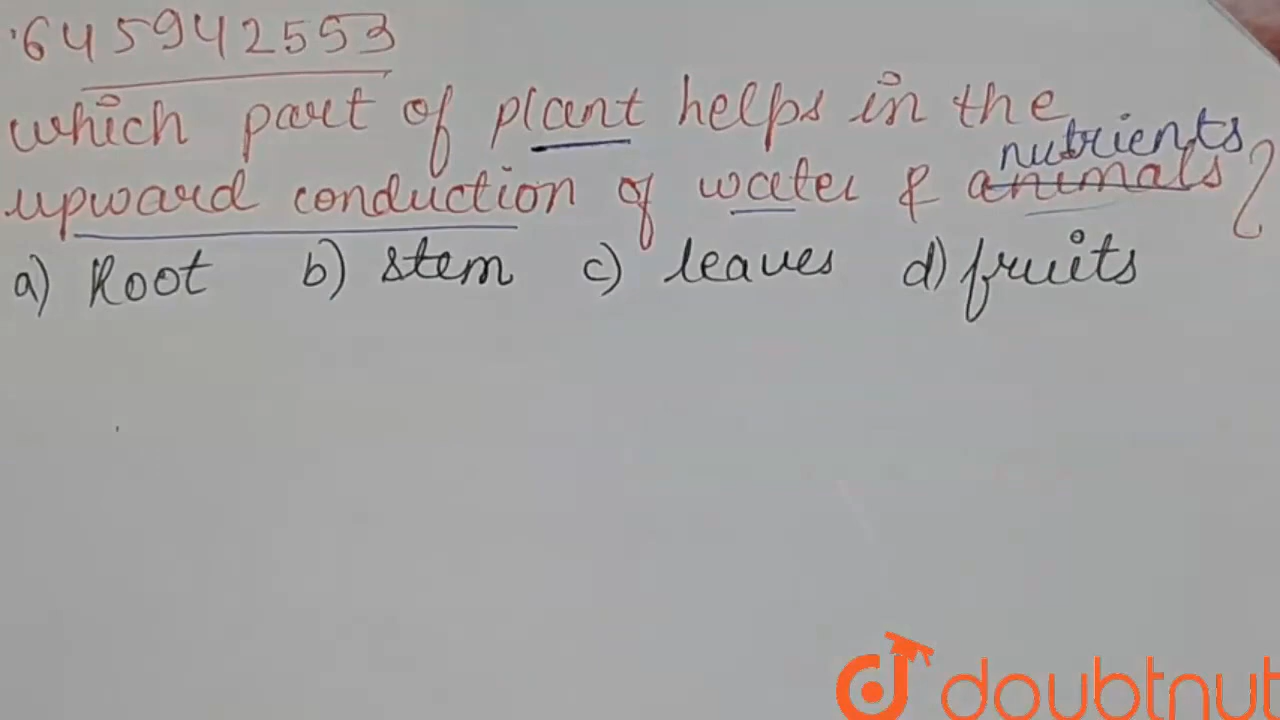 645942553
which part of plant helps in the
nutrients
upward conduction of water & animals?
a) Root b) stem c) leaves d) fruits
doubtnut